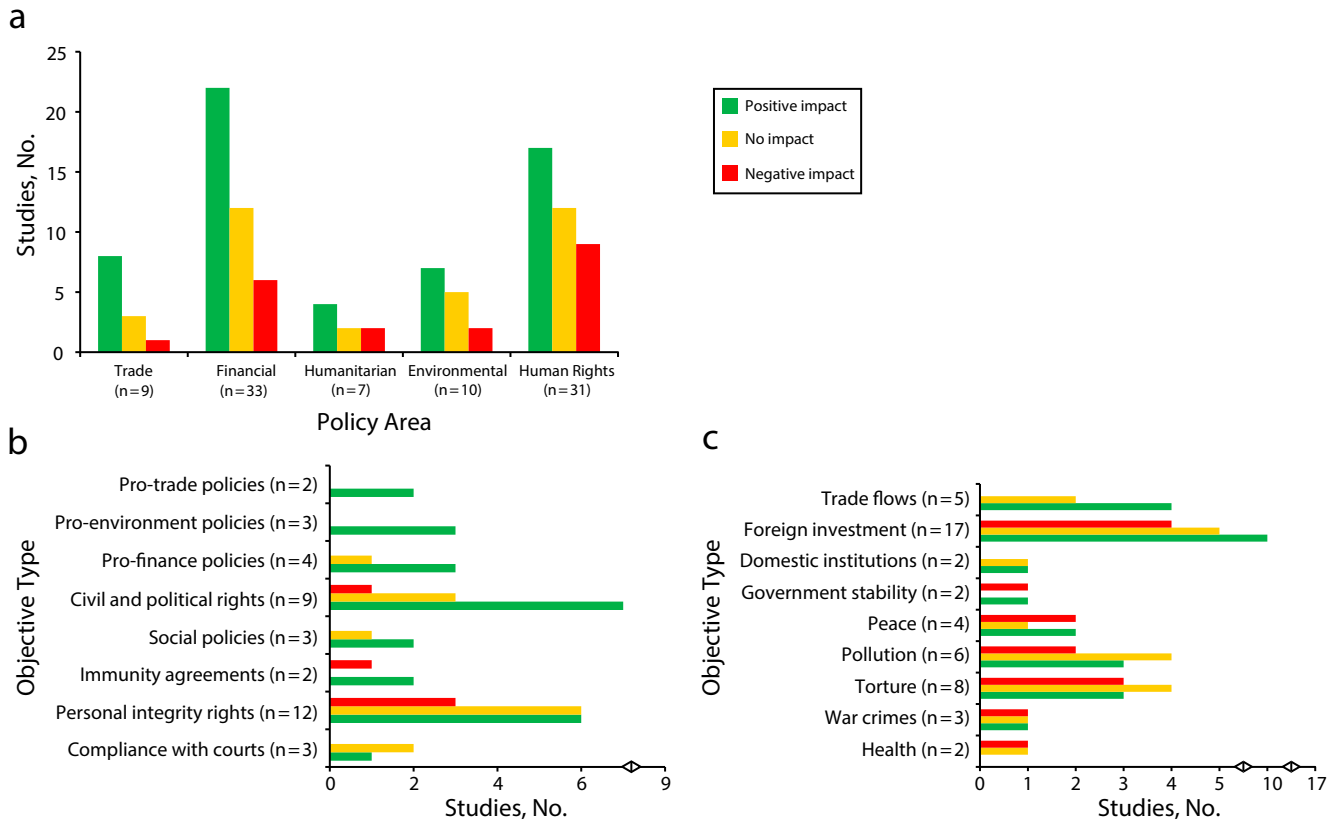 a
25
20
15
10
5
0
Studies, No.
Trade
(n=9)
Financial
(n=33)
Humanitarian
(n=7)
Environmental
(n=10)
Human Rights
(n=31)
Policy Area
Positive impact
No impact
Negative impact
b
Objective Type
Pro-trade policies (n=2)
Pro-environment policies (n=3)
Pro-finance policies (n=4)
Civil and political rights (n=9)
Social policies (n=3)
Immunity agreements (n=2)
Personal integrity rights (n=12)
Compliance with courts (n=3)
0 2 4 6 9
Studies, No.
c
Objective Type
Trade flows (n=5)
Foreign investment (n=17)
Domestic institutions (n=2)
Government stability (n=2)
Peace (n=4)
Pollution (n=6)
Torture (n=8)
War crimes (n=3)
Health (n=2)
0 1 2 3 4 5 10 17
Studies, No.